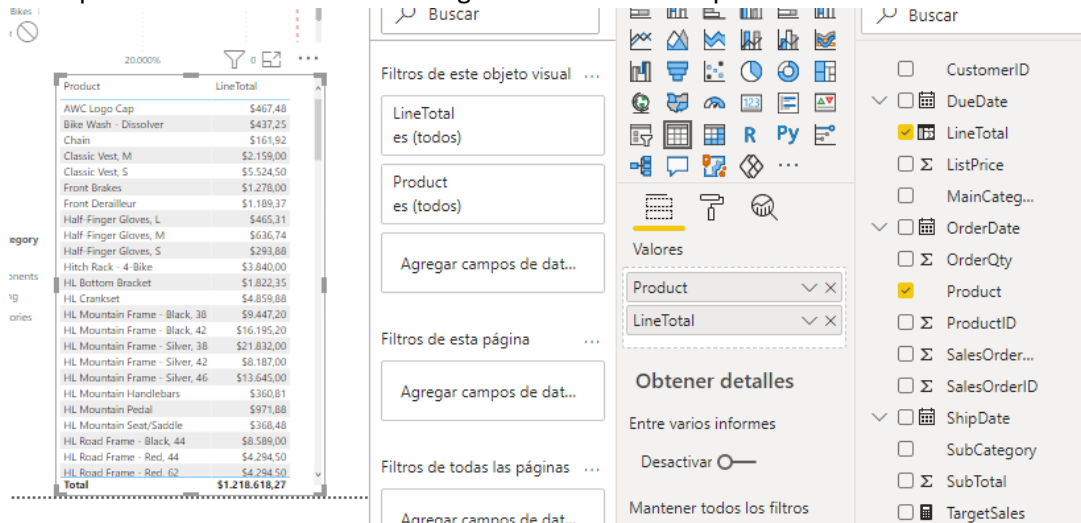 Bikes
20.000%
0
Product LineTotal
AWC Logo Cap $467,48
Bike Wash - Dissolver $437,25
Chain $161,92
Classic Vest, M $2.159,00
Classic Vest, S $5.524,50
Front Brakes $1.278,00
Front Derailleur $1.189,37
Half-Finger Gloves, L $465,31
Half-Finger Gloves, M $636,74
Half-Finger Gloves, S $293,88
Hitch Rack - 4-Bike $3.840,00
HL Bottom Bracket $1.822,35
HL Crankset $4.859,88
HL Mountain Frame - Black, 38 $9.447,20
HL Mountain Frame - Black, 42 $16.195,20
HL Mountain Frame - Silver, 38 $21.832,00
HL Mountain Frame - Silver, 42 $8.187,00
HL Mountain Frame - Silver, 46 $13.645,00
HL Mountain Handlebars $360,81
HL Mountain Pedal $971,88
HL Mountain Seat/Saddle $368,48
HL Road Frame - Black, 44 $8.589,00
HL Road Frame - Red, 44 $4.294,50
HL Road Frame - Red, 62 $4.294,50
Total $1.218.618,27
egory
onents
ng
ories
Buscar
Filtros de este objeto visual ...
LineTotal
es (todos)
Product
es (todos)
Agregar campos de dat...
Filtros de esta página ...
Agregar campos de dat...
Filtros de todas las páginas ...
Agregar campos de dat...
123
R Py
Valores
Product
LineTotal
Obtener detalles
Entre varios informes
Desactivar
Mantener todos los filtros
Buscar
CustomerID
DueDate
LineTotal
Σ ListPrice
MainCateg...
OrderDate
Σ OrderQty
Product
Σ ProductID
Σ SalesOrder...
Σ SalesOrderID
ShipDate
SubCategory
Σ SubTotal
TargetSales